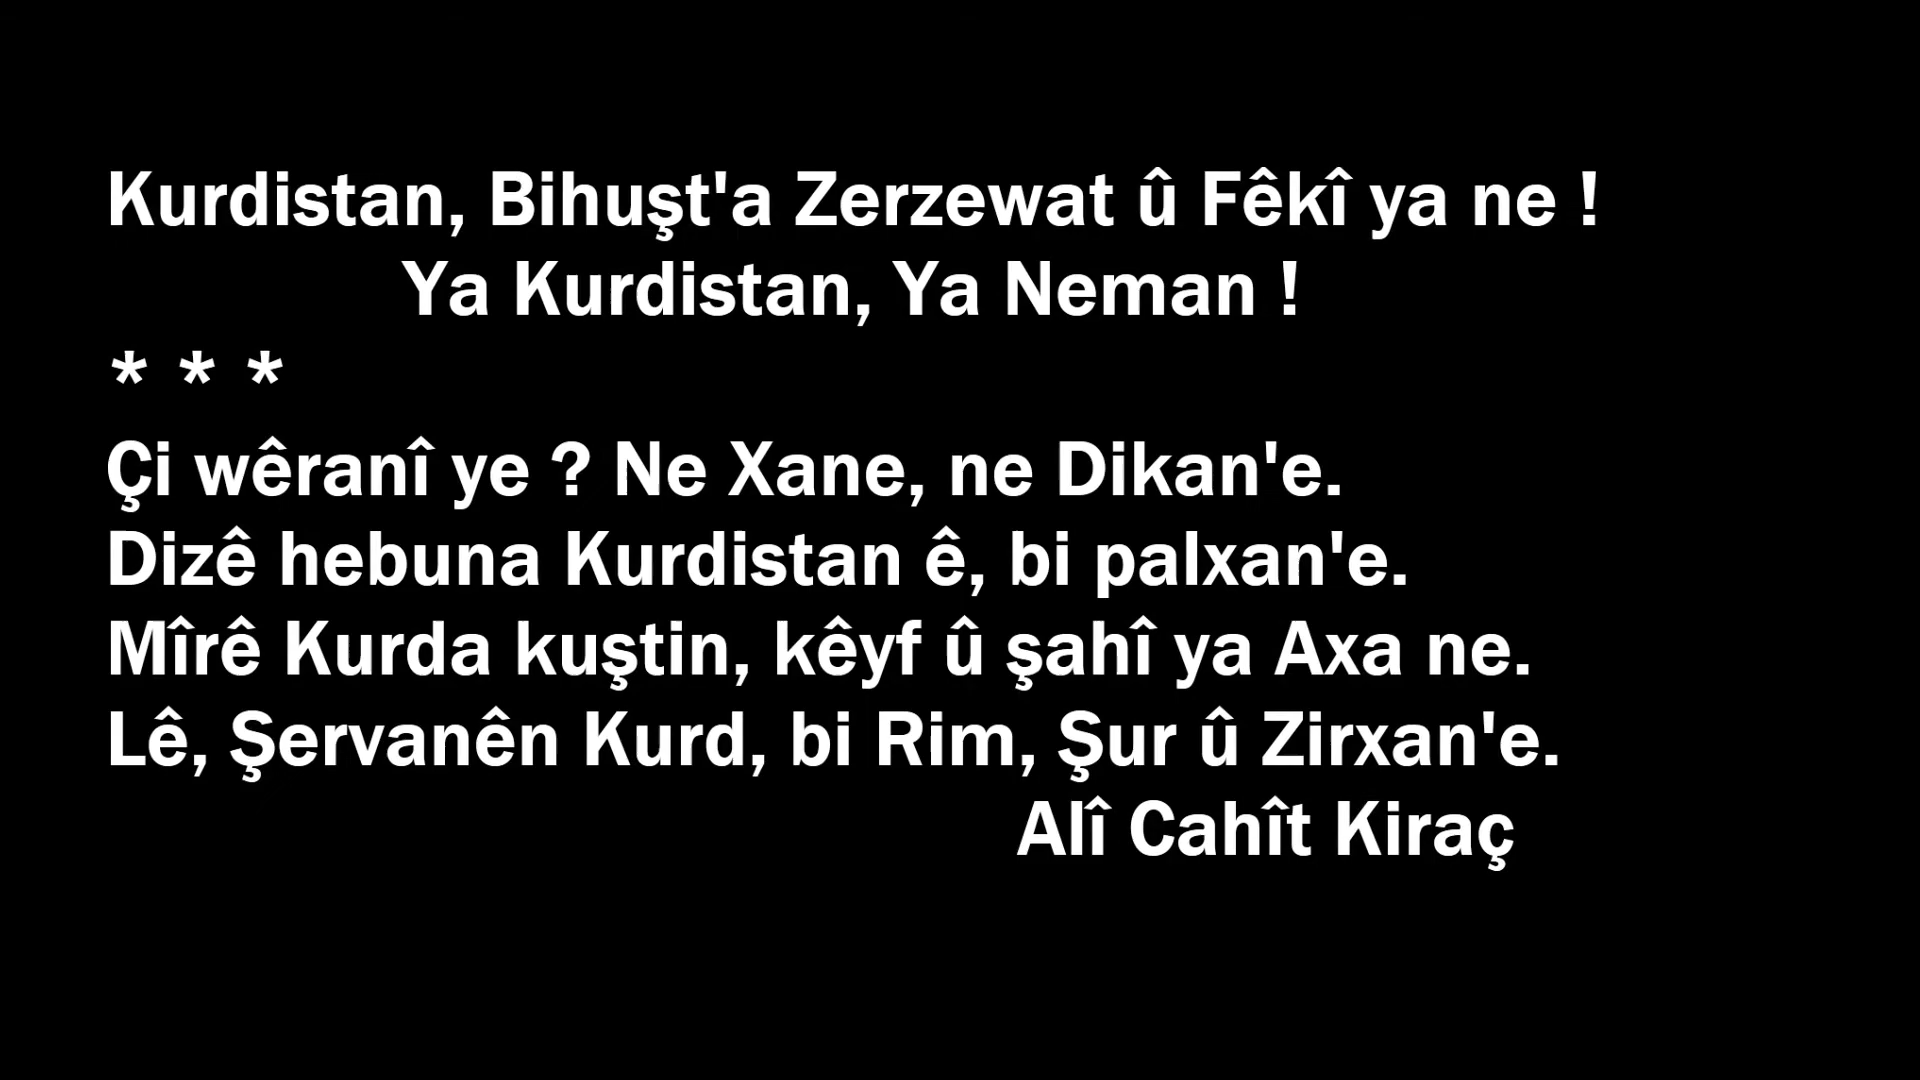 Kurdistan, Bihuşt'a Zerzewat û Fêkî ya ne !
Ya Kurdistan, Ya Neman !
* * *
Çi wêranî ye ? Ne Xane, ne Dikan'e.
Dizê hebuna Kurdistan ê, bi palxan'e.
Mîrê Kurda kuştin, kêyf û şahî ya Axa ne.
Lê, Şervanên Kurd, bi Rim, Şur û Zirxan'e.
Alî Cahît Kiraç